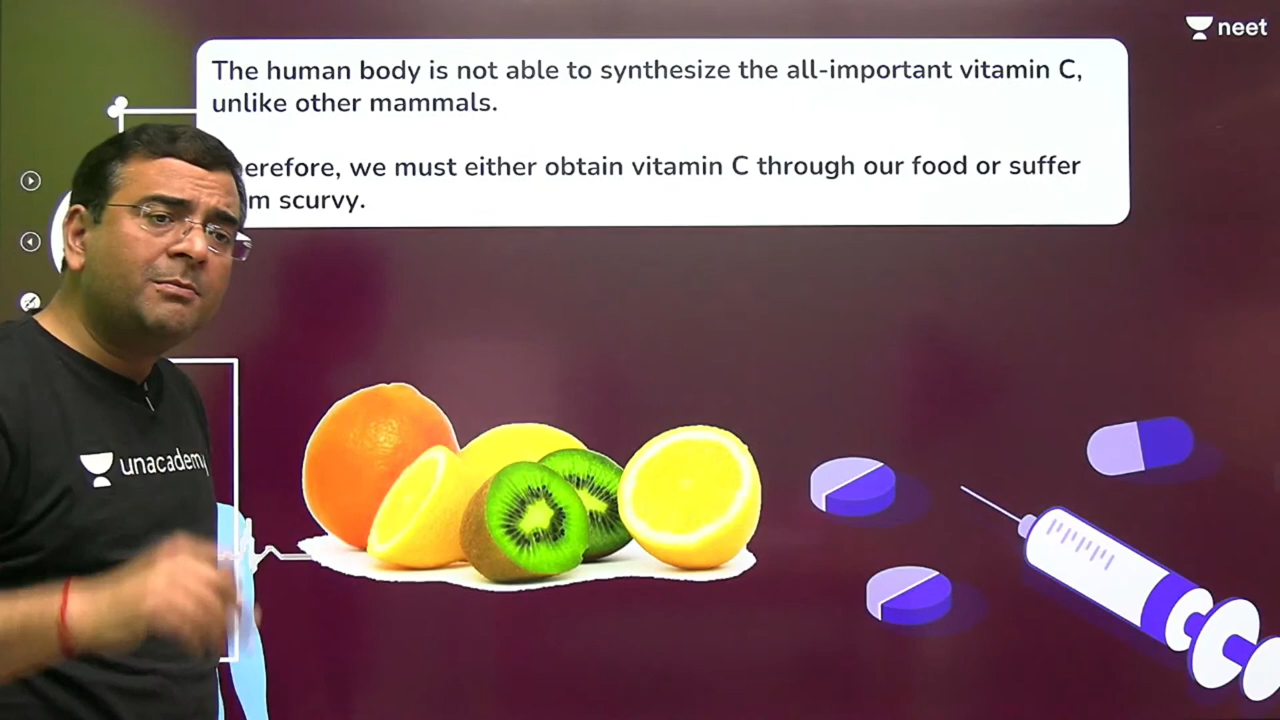 neet
The human body is not able to synthesize the all-important vitamin C,
unlike other mammals.
erefore, we must either obtain vitamin C through our food or suffer
m scurvy.
unacademy